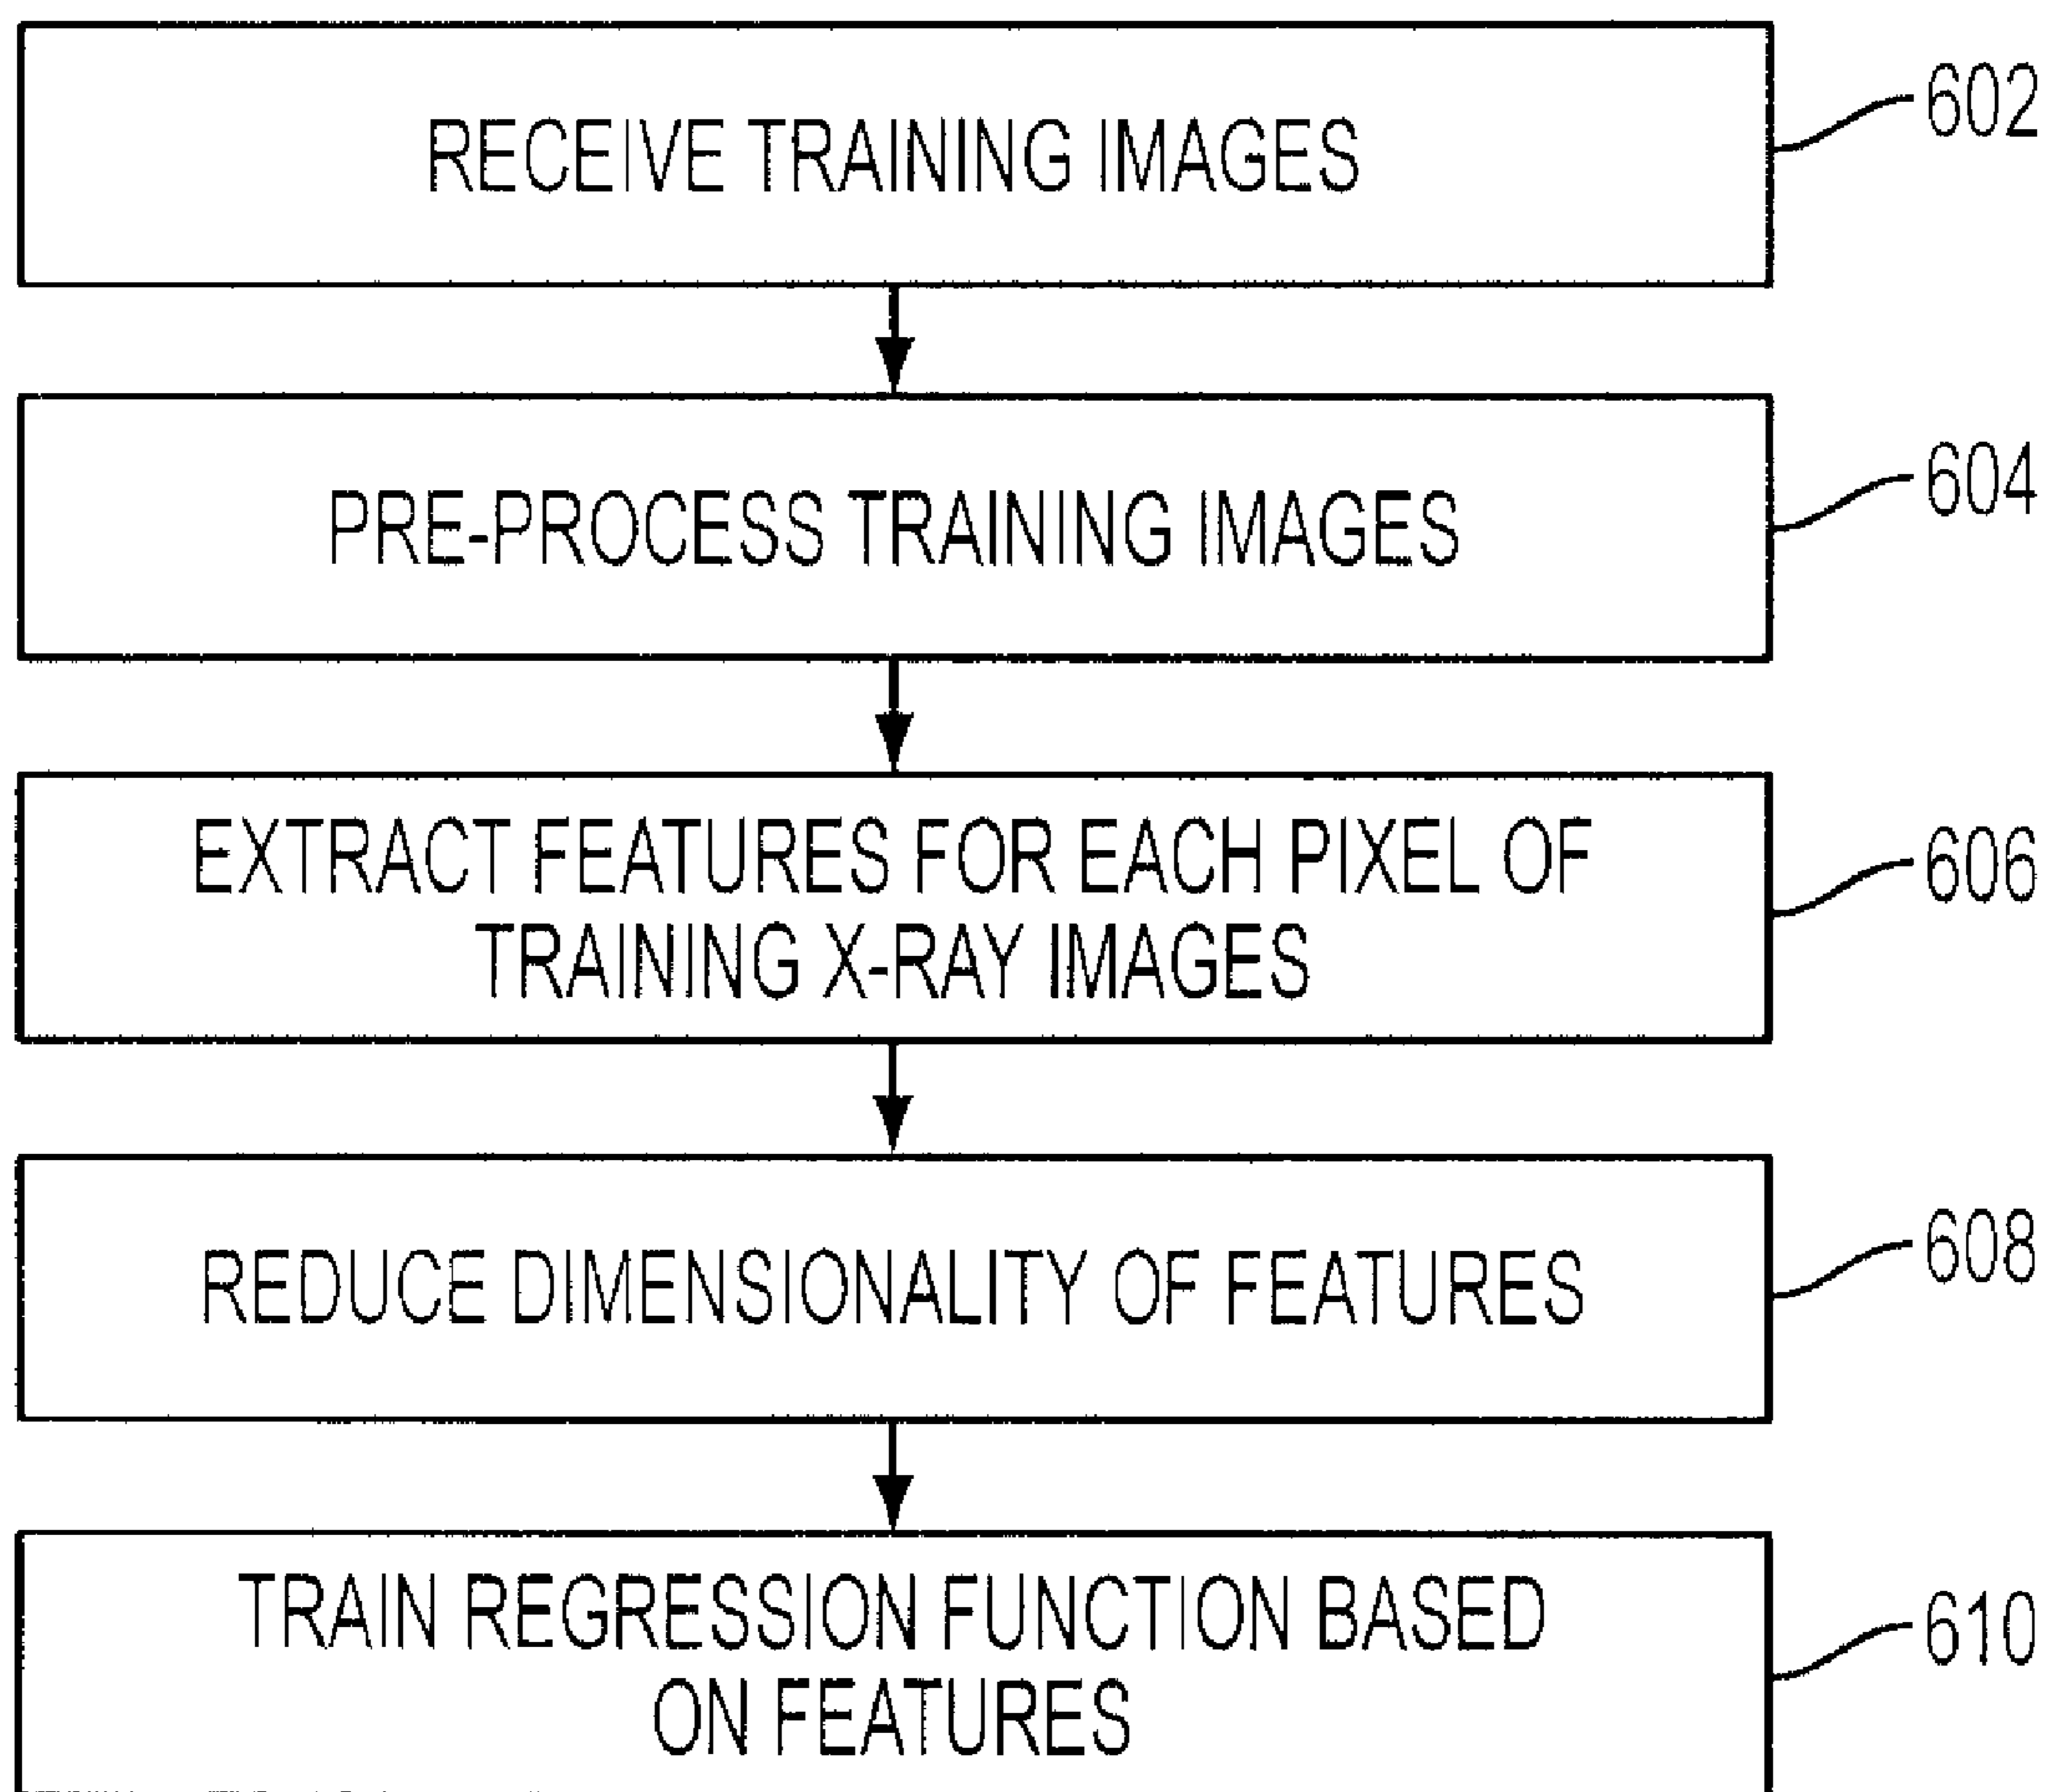 RECEIVE TRAINING IMAGES
602
PRE-PROCESS TRAINING IMAGES
604
EXTRACT FEATURES FOR EACH PIXEL OF
TRAINING X-RAY IMAGES
606
REDUCE DIMENSIONALITY OF FEATURES
608
TRAIN REGRESSION FUNCTION BASED
ON FEATURES
610